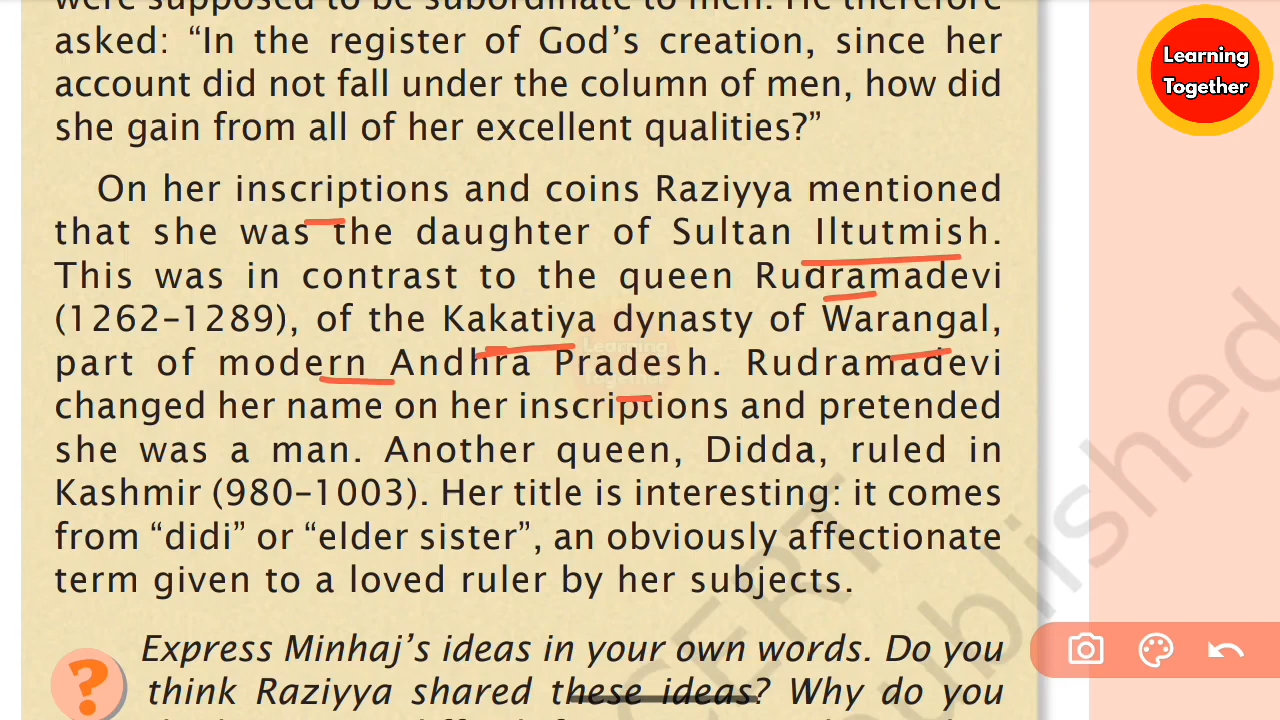 were supposed to be subordinate to men. He therefore
asked: “In the register of God’s creation, since her
account did not fall under the column of men, how did
she gain from all of her excellent qualities?”
On her inscriptions and coins Raziyya mentioned
that she was the daughter of Sultan Iltutmish.
This was in contrast to the queen Rudramadevi
(1262–1289), of the Kakatiya dynasty of Warangal,
part of modern Andhra Pradesh. Rudramadevi
changed her name on her inscriptions and pretended
she was a man. Another queen, Didda, ruled in
Kashmir (980–1003). Her title is interesting: it comes
from “didi” or “elder sister”, an obviously affectionate
term given to a loved ruler by her subjects.
?
Express Minhaj’s ideas in your own words. Do you
think Raziyya shared these ideas? Why do you
Learning
Together
Learning
Together